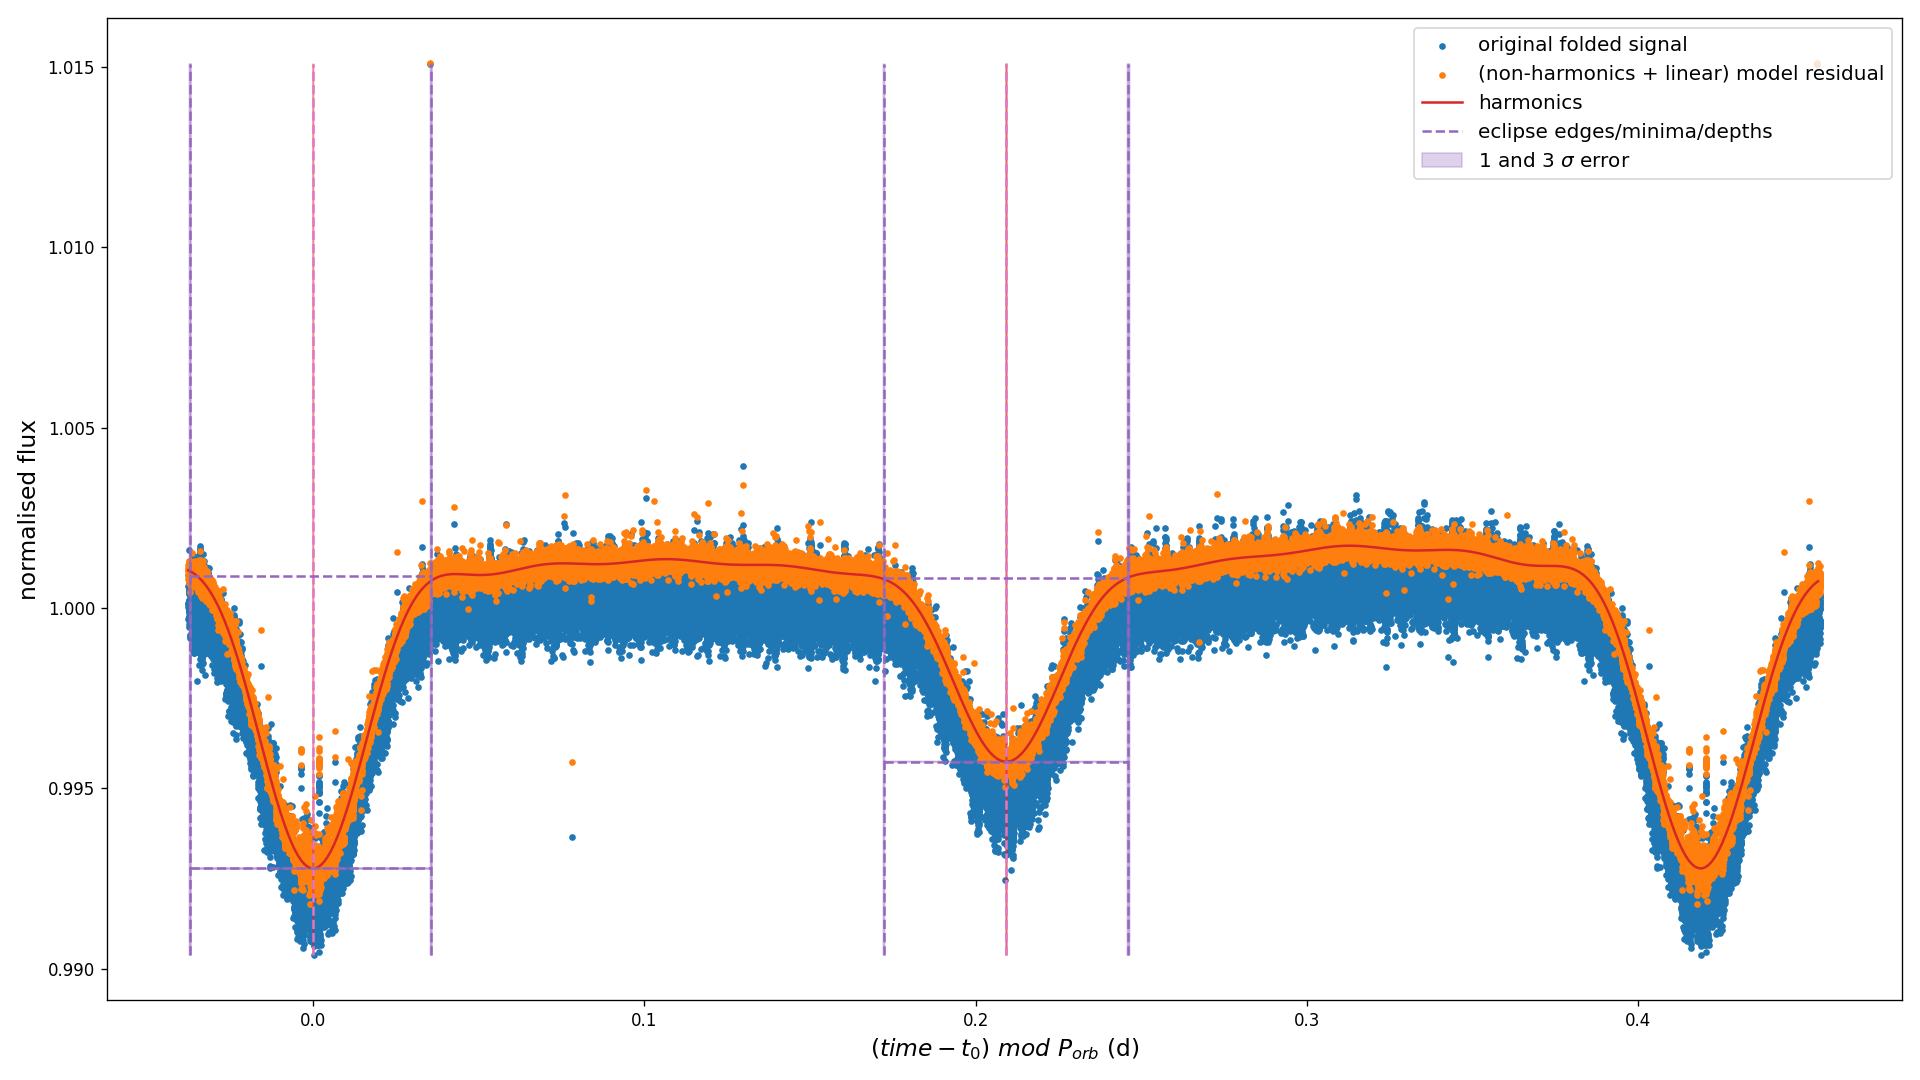 1.015
1.010
1.005
1.000
0.995
0.990
normalised flux
original folded signal
(non-harmonics + linear) model residual
harmonics
eclipse edges/minima/depths
1 and 3 σ error
0.0 0.1 0.2 0.3 0.4
(time − t₀) mod Pₒᵣb (d)